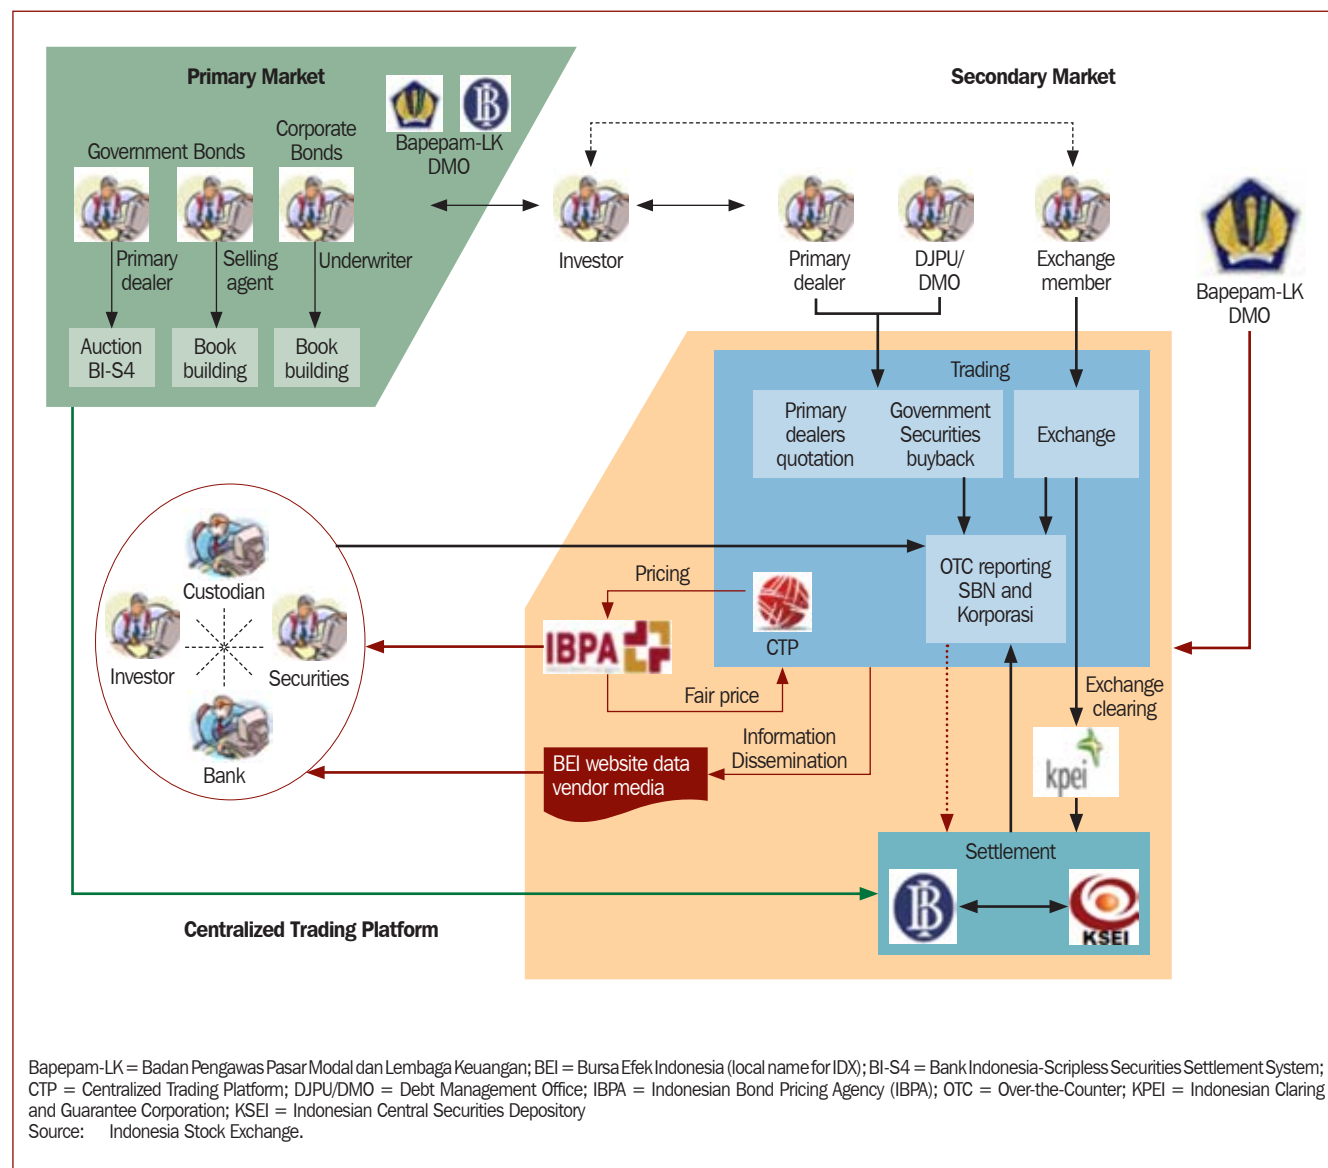 Primary Market
Secondary Market
Government Bonds
Corporate
Bonds
Bapepam-LK
DMO
Primary
dealer
Selling
agent
Underwriter
Auction
BI-S4
Book
building
Book
building
Investor
Primary
dealer
DJPU/
DMO
Exchange
member
Bapepam-LK
DMO
Trading
Primary
dealers
quotation
Government
Securities
buyback
Exchange
OTC reporting
SBN and
Korporasi
Custodian
Investor
Securities
Bank
Pricing
IBPA
CTP
Fair price
Exchange
clearing
Information
Dissemination
BEI website data
vendor media
kpei
Settlement
KSEI
Centralized Trading Platform
Bapepam-LK = Badan Pengawas Pasar Modal dan Lembaga Keuangan; BEI = Bursa Efek Indonesia (local name for IDX); BI-S4 = Bank Indonesia-Scripless Securities Settlement System;
CTP = Centralized Trading Platform; DJPU/DMO = Debt Management Office; IBPA = Indonesian Bond Pricing Agency (IBPA); OTC = Over-the-Counter; KPEI = Indonesian Claring
and Guarantee Corporation; KSEI = Indonesian Central Securities Depository
Source: Indonesia Stock Exchange.